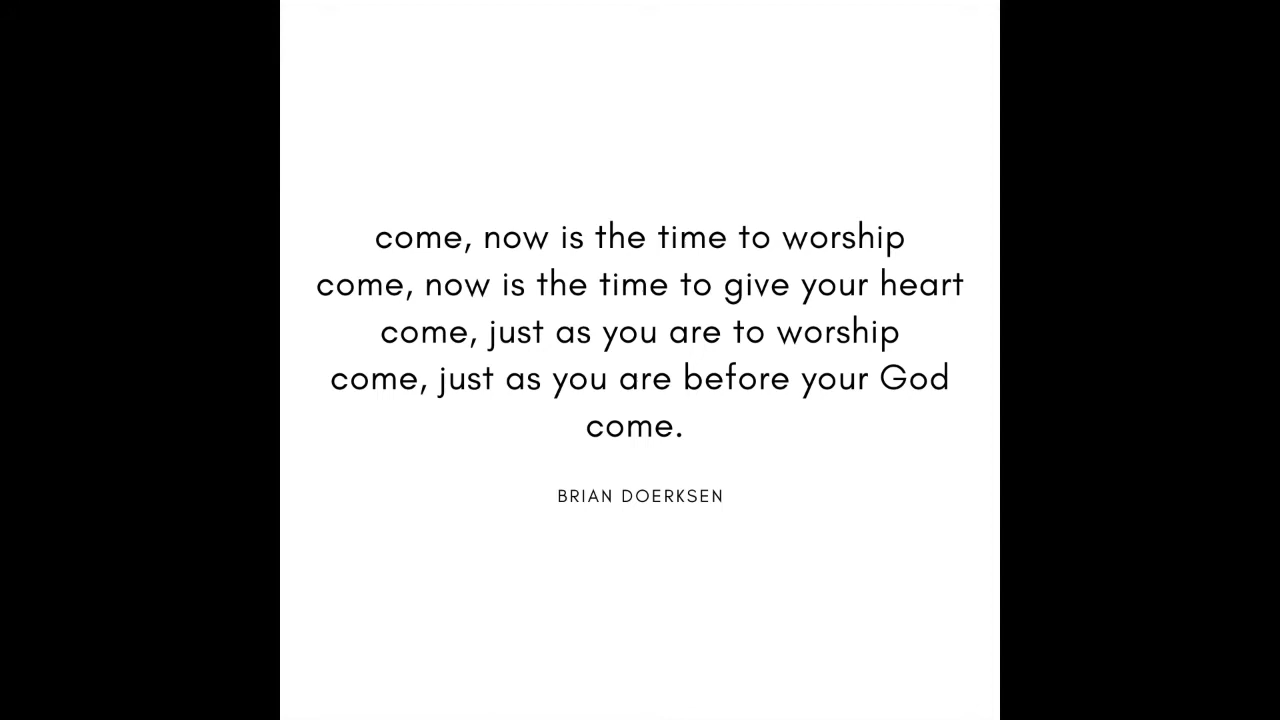 come, now is the time to worship
come, now is the time to give your heart
come, just as you are to worship
come, just as you are before your God
come.
BRIAN DOERKSEN